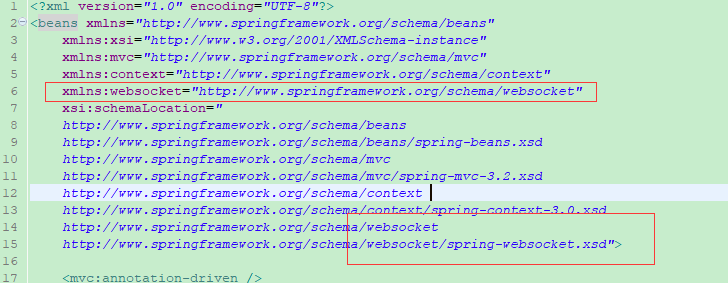 1 <?xml version="1.0" encoding="UTF-8"?>
2 <beans xmlns="http://www.springframework.org/schema/beans"
3 xmlns:xsi="http://www.w3.org/2001/XMLSchema-instance"
4 xmlns:mvc="http://www.springframework.org/schema/mvc"
5 xmlns:context="http://www.springframework.org/schema/context"
6 xmlns:websocket="http://www.springframework.org/schema/websocket"
7 xsi:schemaLocation="
8 http://www.springframework.org/schema/beans
9 http://www.springframework.org/schema/beans/spring-beans.xsd
10 http://www.springframework.org/schema/mvc
11 http://www.springframework.org/schema/mvc/spring-mvc-3.2.xsd
12 http://www.springframework.org/schema/context
13 http://www.springframework.org/schema/context/spring-context-3.0.xsd
14 http://www.springframework.org/schema/websocket
15 http://www.springframework.org/schema/websocket/spring-websocket.xsd">
16
17 <mvc:annotation-driven />